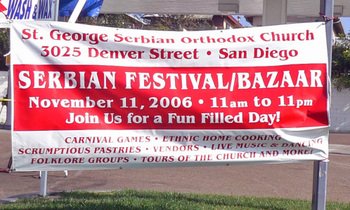 WASH & WAX
St. George Serbian Orthodox Church
3025 Denver Street • San Diego
SERBIAN FESTIVAL/BAZAAR
November 11, 2006 • 11am to 11pm
Join Us for a Fun Filled Day!
CARNIVAL GAMES • ETHNIC HOME COOKING
SCRUMPTIOUS PASTRIES • VENDORS • LIVE MUSIC & DANCING
FOLKLORE GROUPS • TOURS OF THE CHURCH AND MORE!